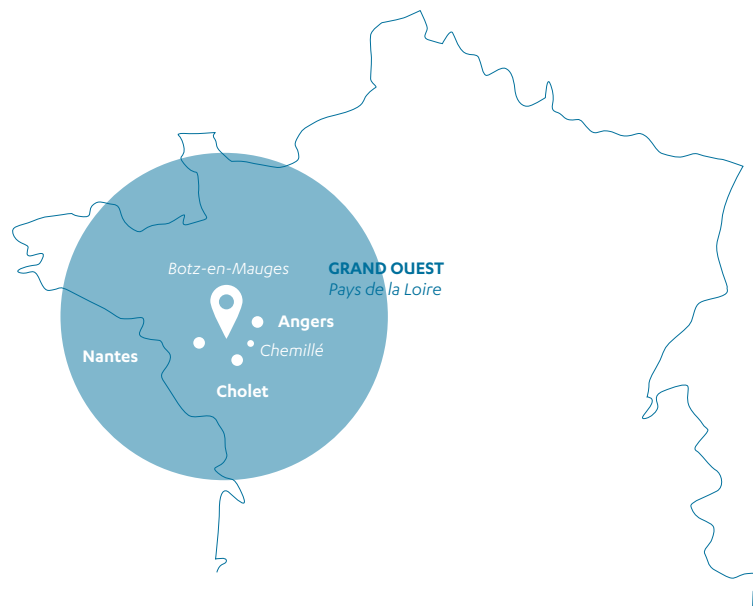 Botz-en-Mauges
GRAND OUEST
Pays de la Loire
Angers
Chemillé
Nantes
Cholet